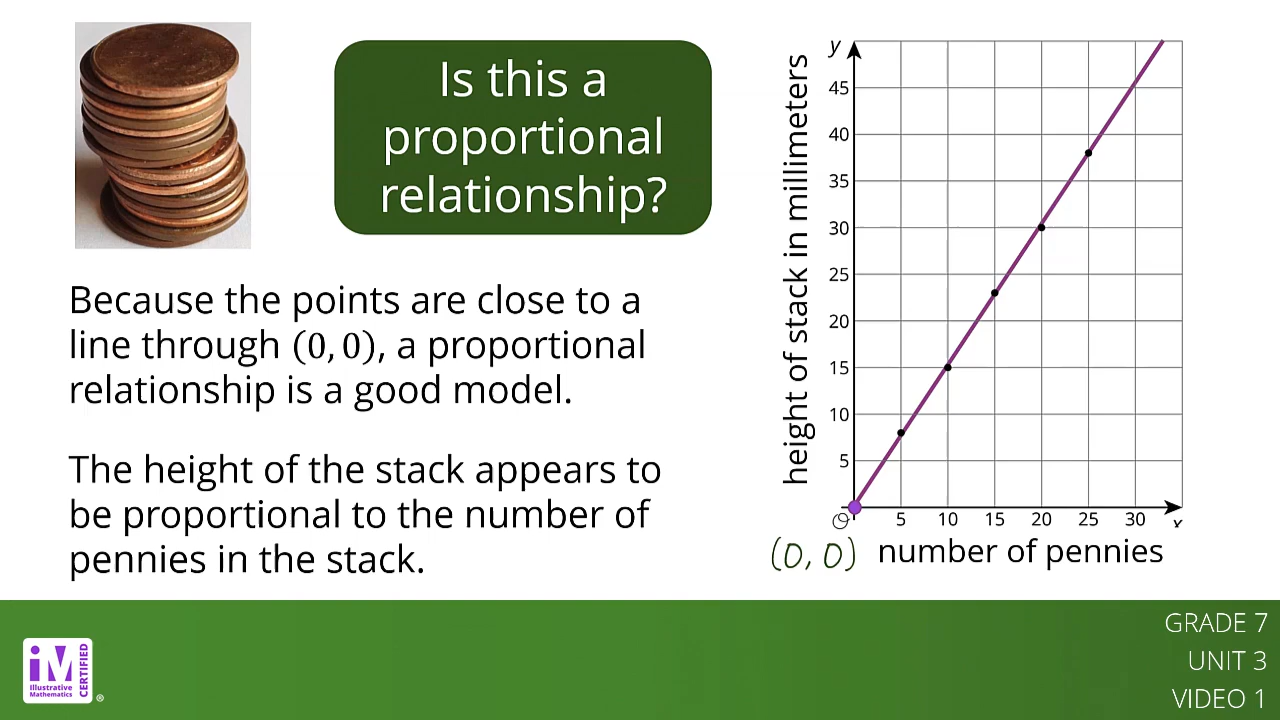 Is this a
proportional
relationship?
Because the points are close to a
line through (0, 0), a proportional
relationship is a good model.
The height of the stack appears to
be proportional to the number of
pennies in the stack.
y
height of stack in millimeters
45
40
35
30
25
20
15
10
5
O
5 10 15 20 25 30 x
(0, 0) number of pennies
iM CERTIFIED
Illustrative
Mathematics
®
GRADE 7
UNIT 3
VIDEO 1